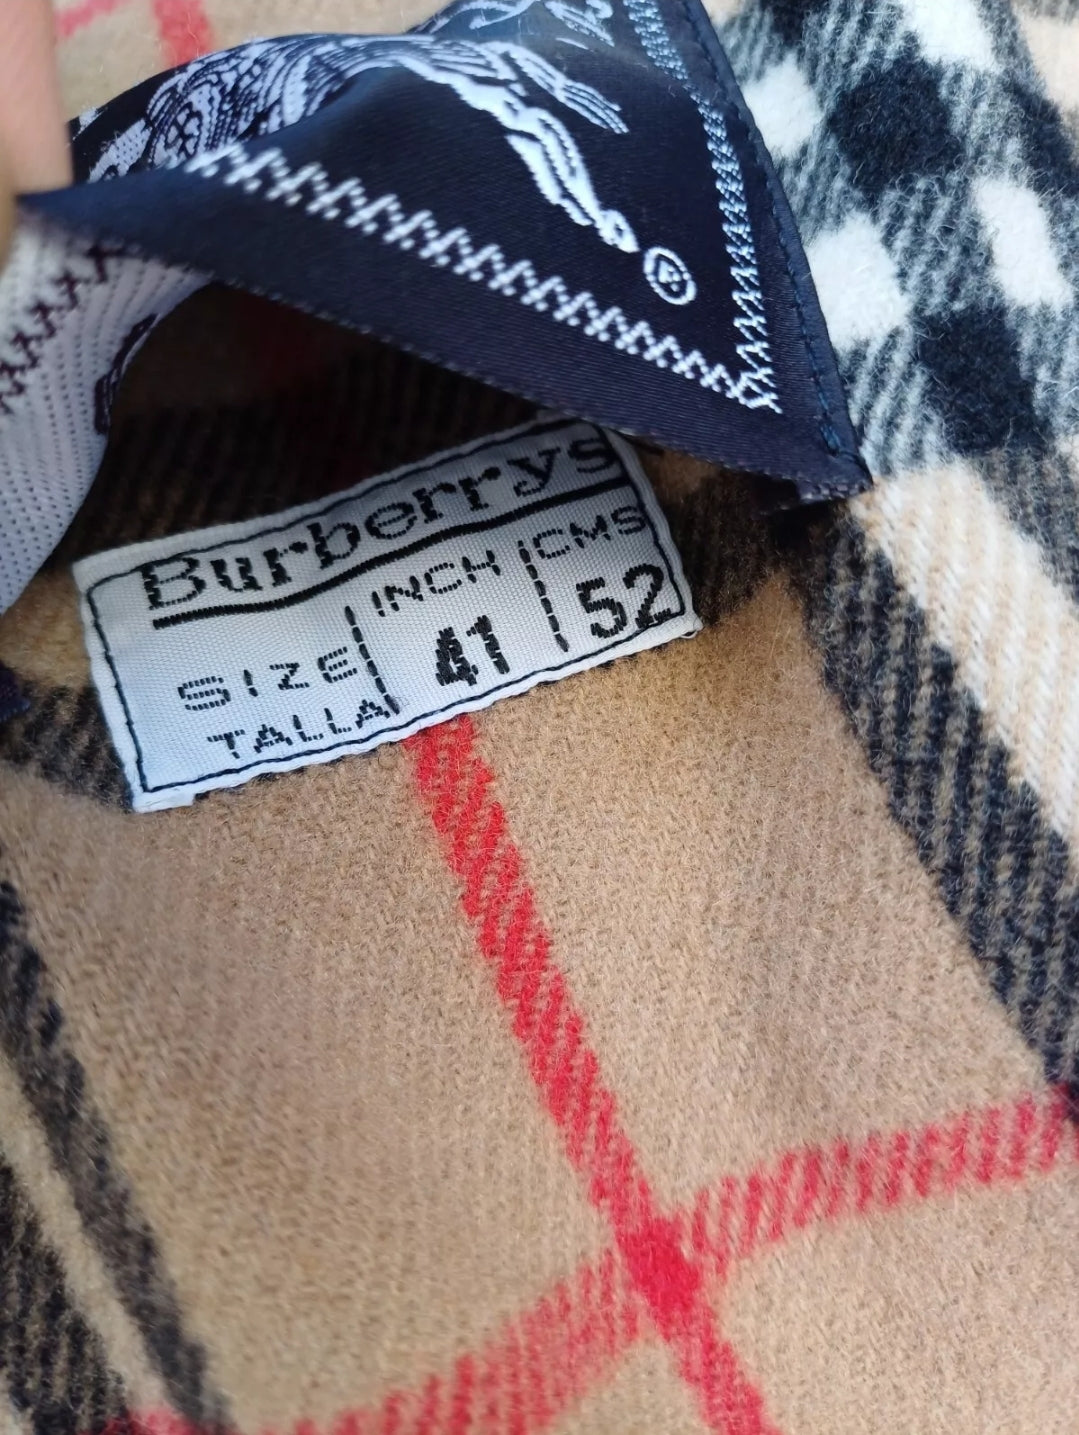 Burberrys
INCH CMS
SIZE 41 52
TALLA